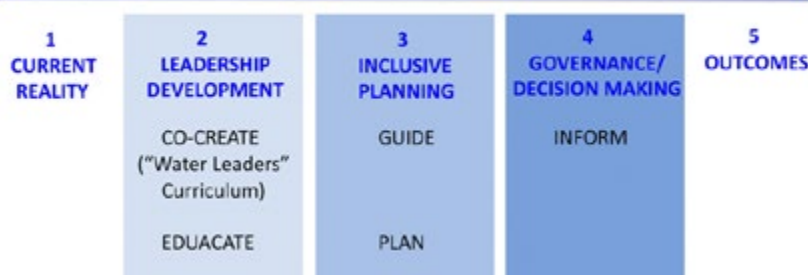 1
CURRENT
REALITY
2
LEADERSHIP
DEVELOPMENT
CO-CREATE
("Water Leaders"
Curriculum)
EDUACATE
3
INCLUSIVE
PLANNING
GUIDE
PLAN
4
GOVERNANCE/
DECISION MAKING
INFORM
5
OUTCOMES